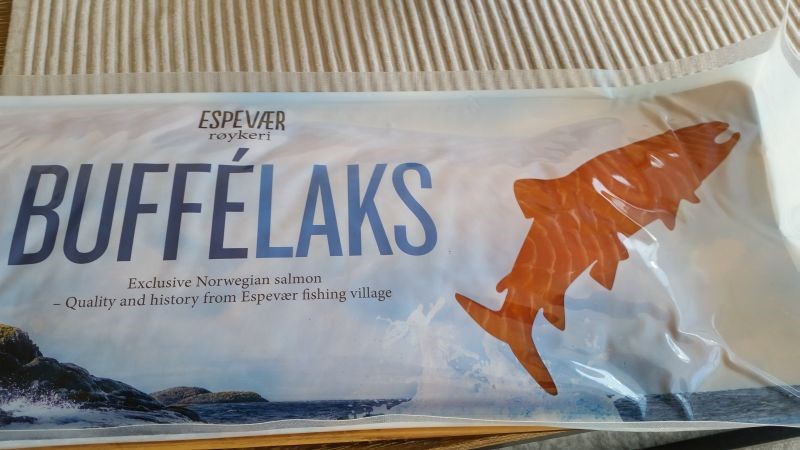 ESPEVÆR
røykeri
BUFFÉLAKS
Exclusive Norwegian salmon
– Quality and history from Espevær fishing village